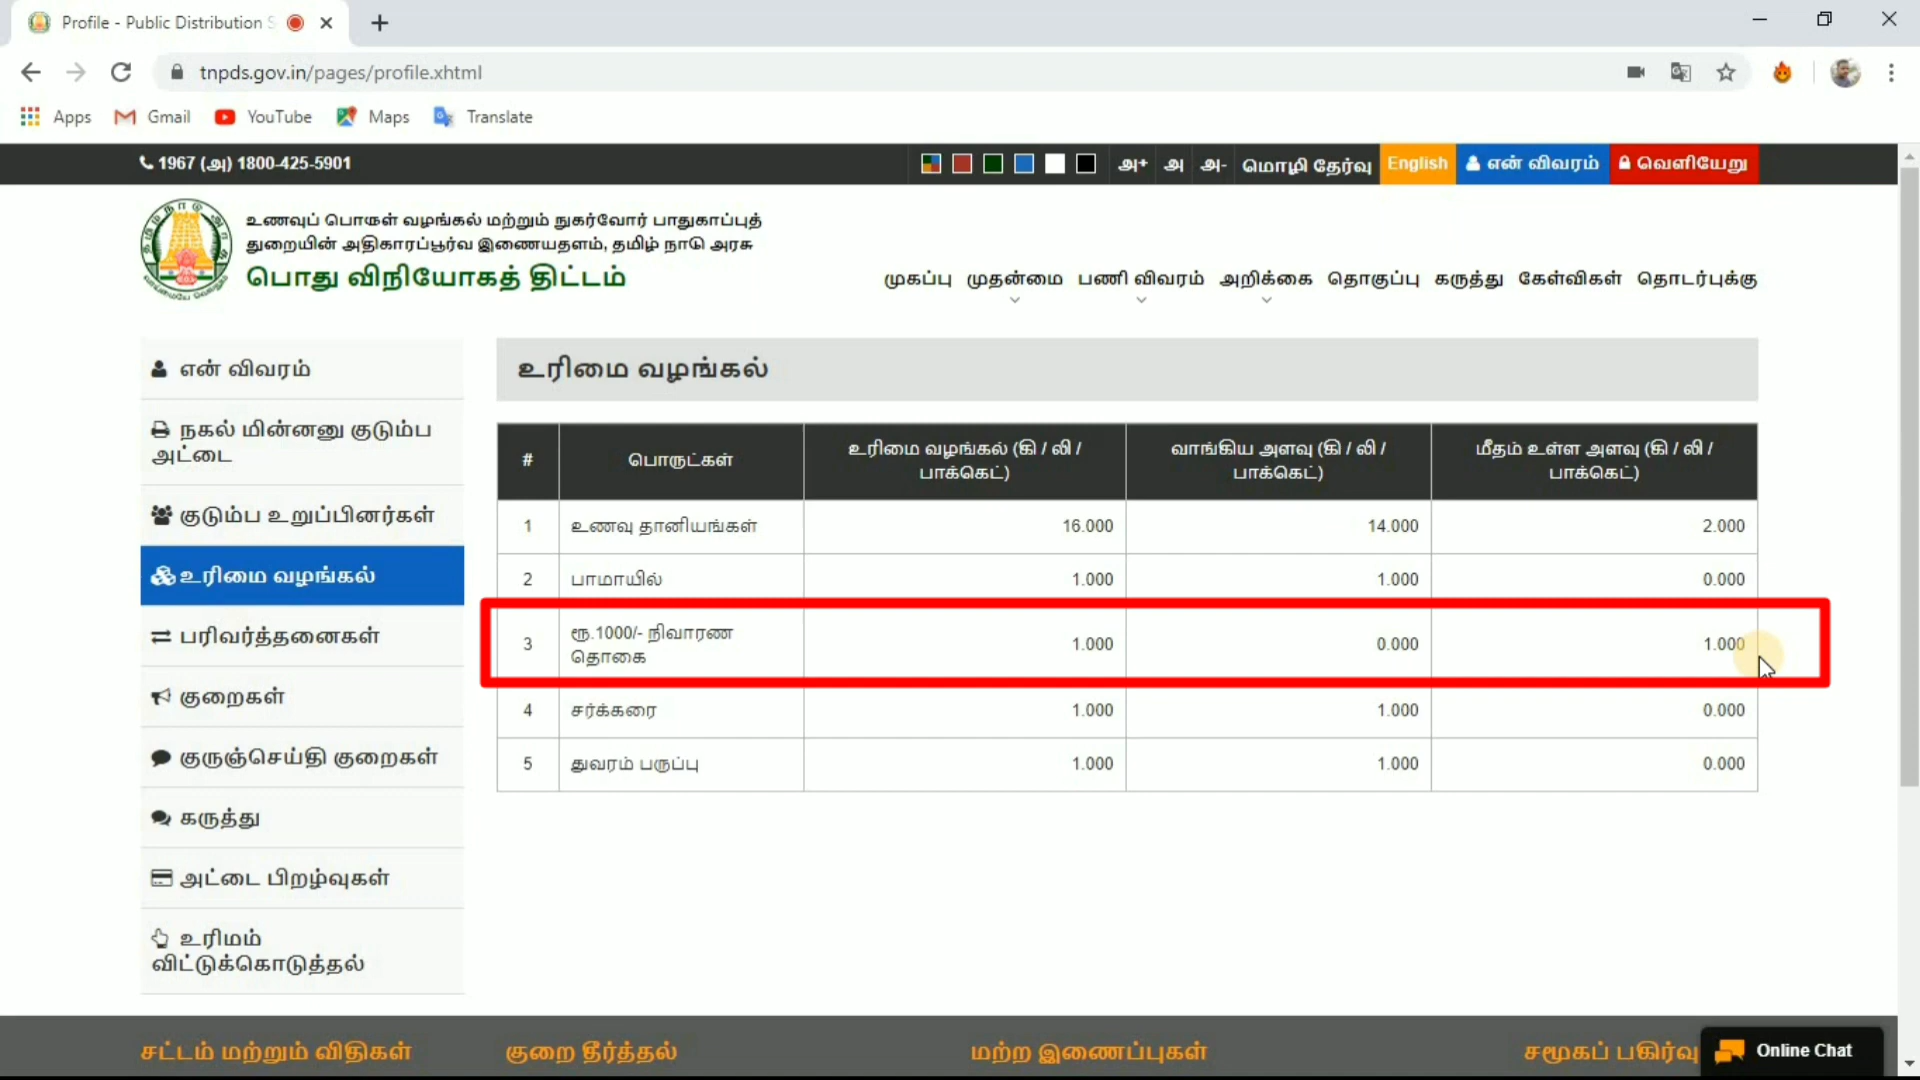 Profile - Public Distribution S
tnpds.gov.in/pages/profile.xhtml
Apps Gmail YouTube Maps Translate
1967 (அ) 1800-425-5901
அ+ அ அ- மொழி தேர்வு English என் விவரம் வெளியேறு
உணவுப் பொருள் வழங்கல் மற்றும் நுகர்வோர் பாதுகாப்புத்
துறையின் அதிகாரப்பூர்வ இணையதளம், தமிழ் நாடு அரசு
பொது விநியோகத் திட்டம்
முகப்பு முதன்மை பணி விவரம் அறிக்கை தொகுப்பு கருத்து கேள்விகள் தொடர்புக்கு
என் விவரம்
நகல் மின்னனு குடும்ப
அட்டை
குடும்ப உறுப்பினர்கள்
உரிமை வழங்கல்
பரிவர்த்தனைகள்
குறைகள்
குருஞ்செய்தி குறைகள்
கருத்து
அட்டை பிறழ்வுகள்
உரிமம்
விட்டுக்கொடுத்தல்
உரிமை வழங்கல்
# பொருட்கள் உரிமை வழங்கல் (கி / லி / பாக்கெட்) வாங்கிய அளவு (கி / லி / பாக்கெட்) மீதம் உள்ள அளவு (கி / லி / பாக்கெட்)
1 உணவு தானியங்கள் 16.000 14.000 2.000
2 பாமாயில் 1.000 1.000 0.000
3 ரூ.1000/- நிவாரண தொகை 1.000 0.000 1.000
4 சர்க்கரை 1.000 1.000 0.000
5 துவரம் பருப்பு 1.000 1.000 0.000
சட்டம் மற்றும் விதிகள் குறை தீர்த்தல் மற்ற இணைப்புகள் சமூகப் பகிர்வு
Online Chat